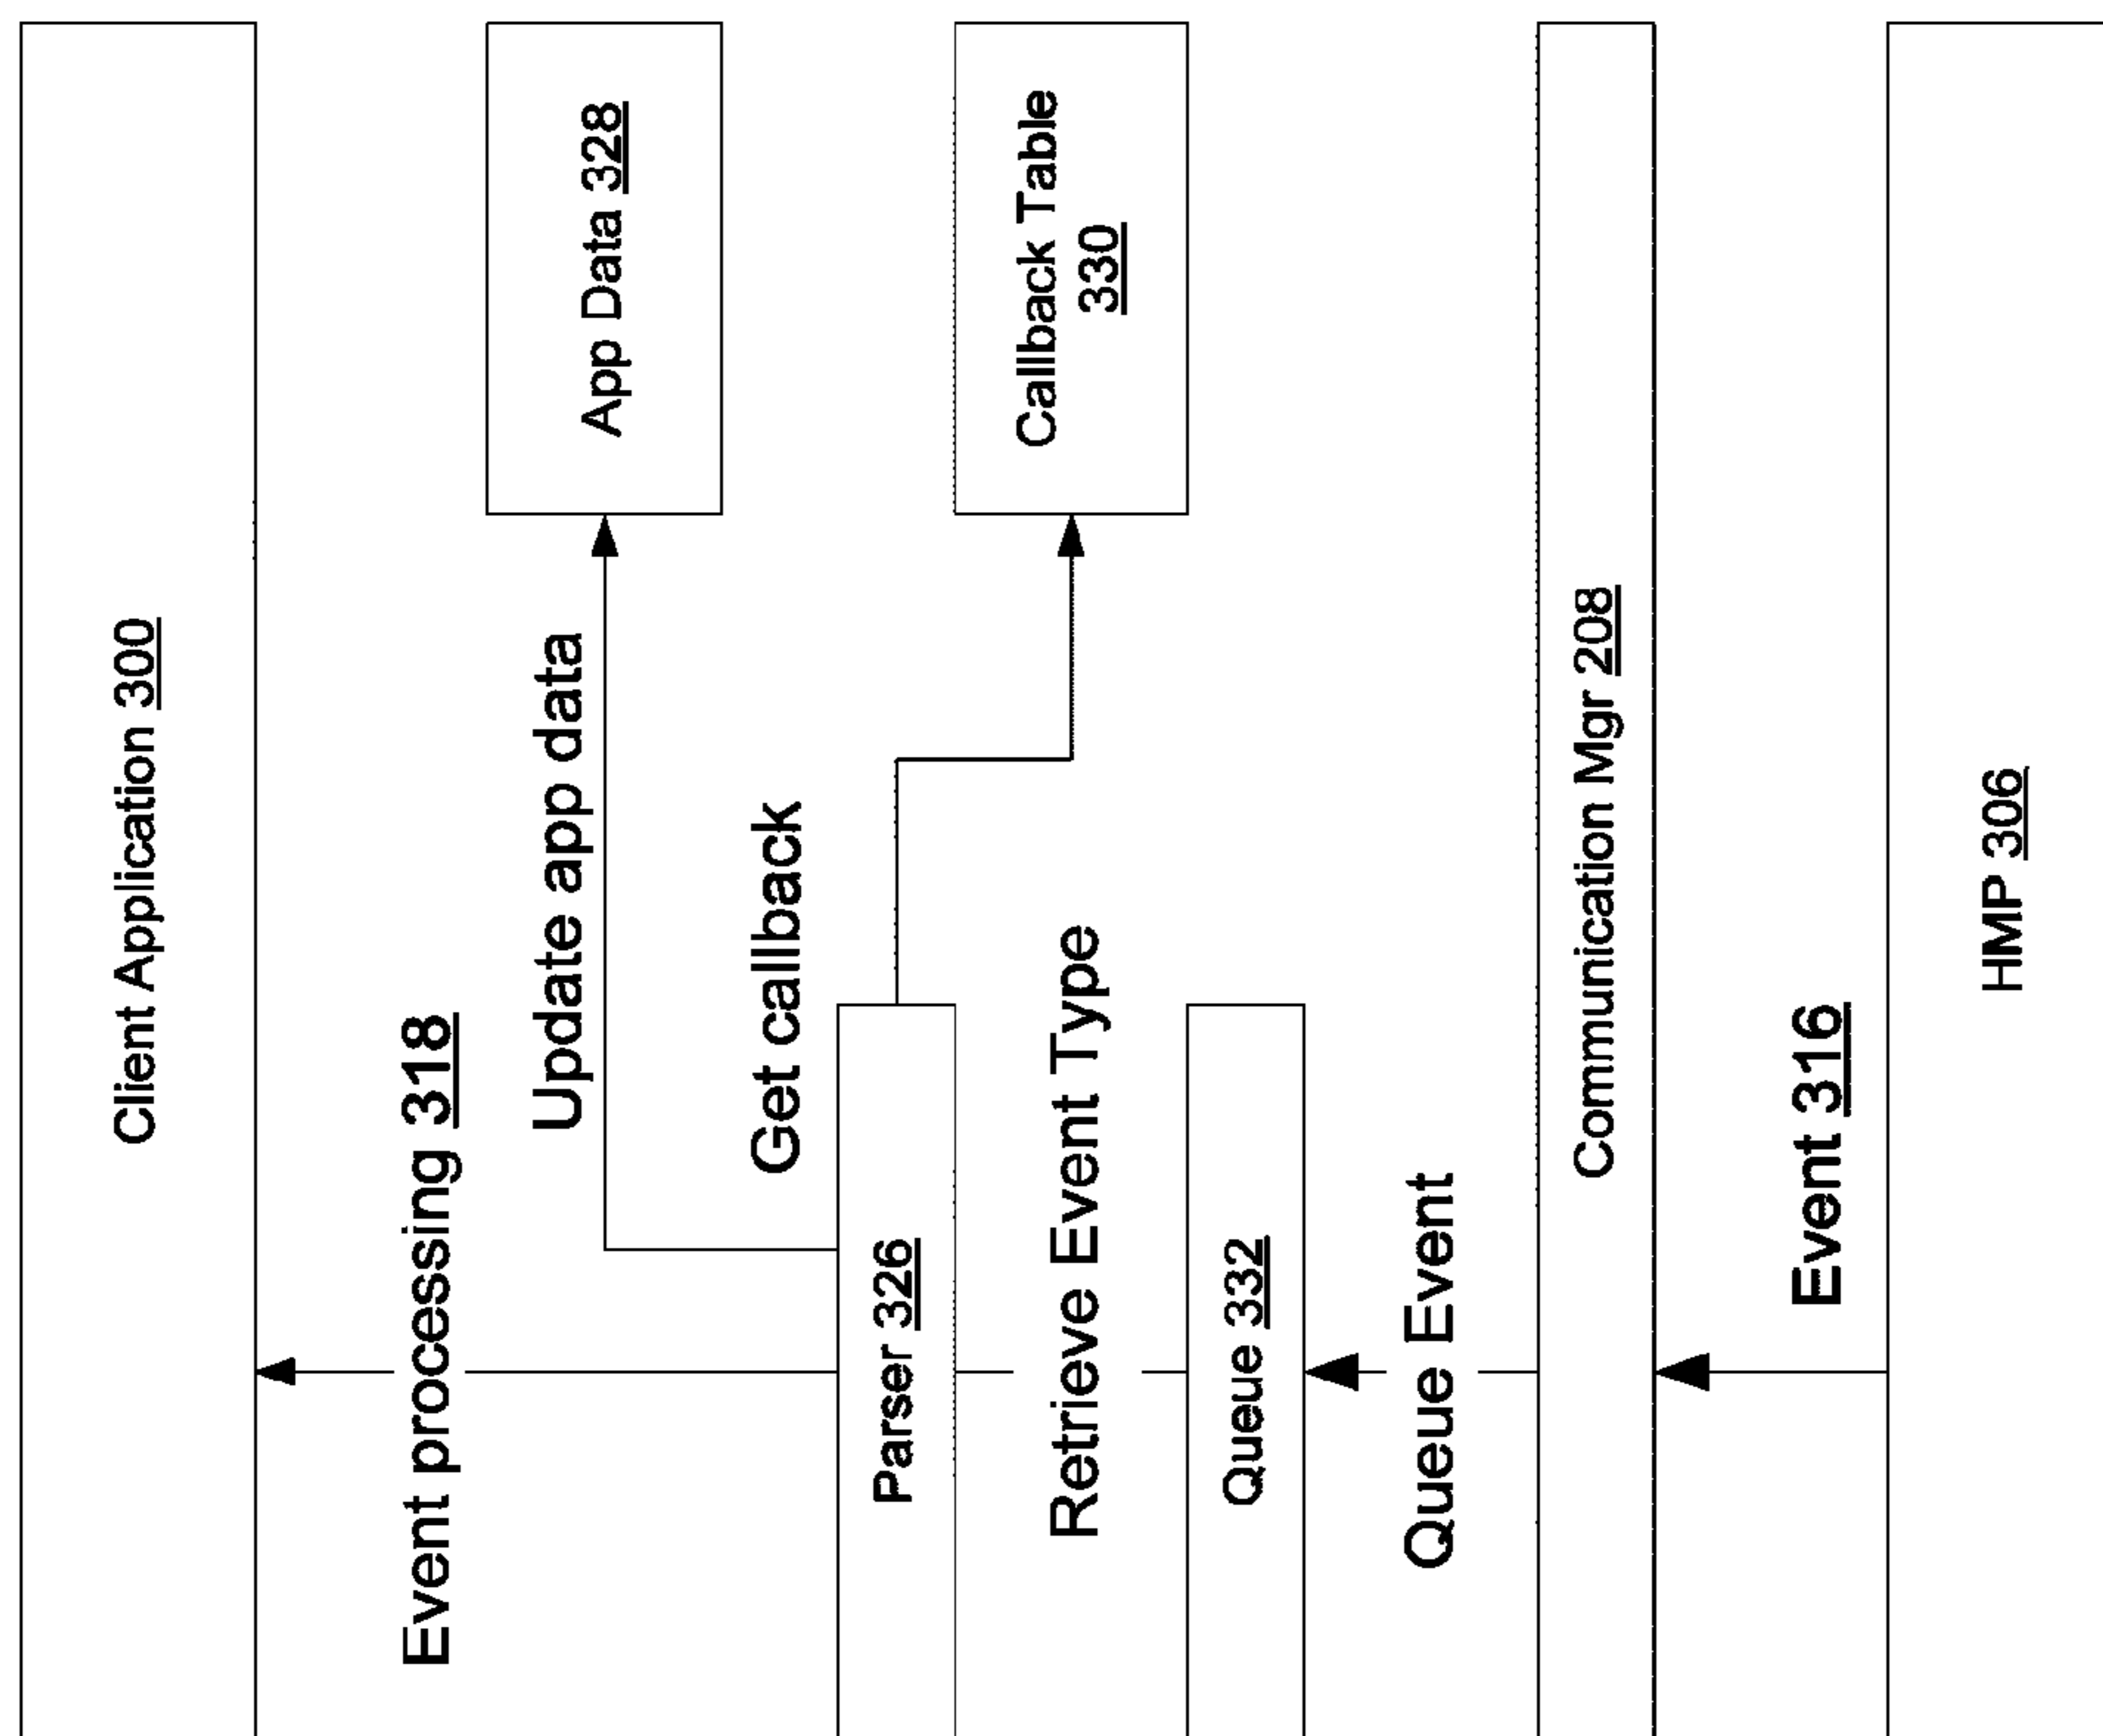 Client Application 300
Event processing 318
Update app data
App Data 328
Get callback
Parser 326
Callback Table
330
Retrieve Event Type
Queue 332
Queue Event
Communication Mgr 208
Event 316
HMP 306